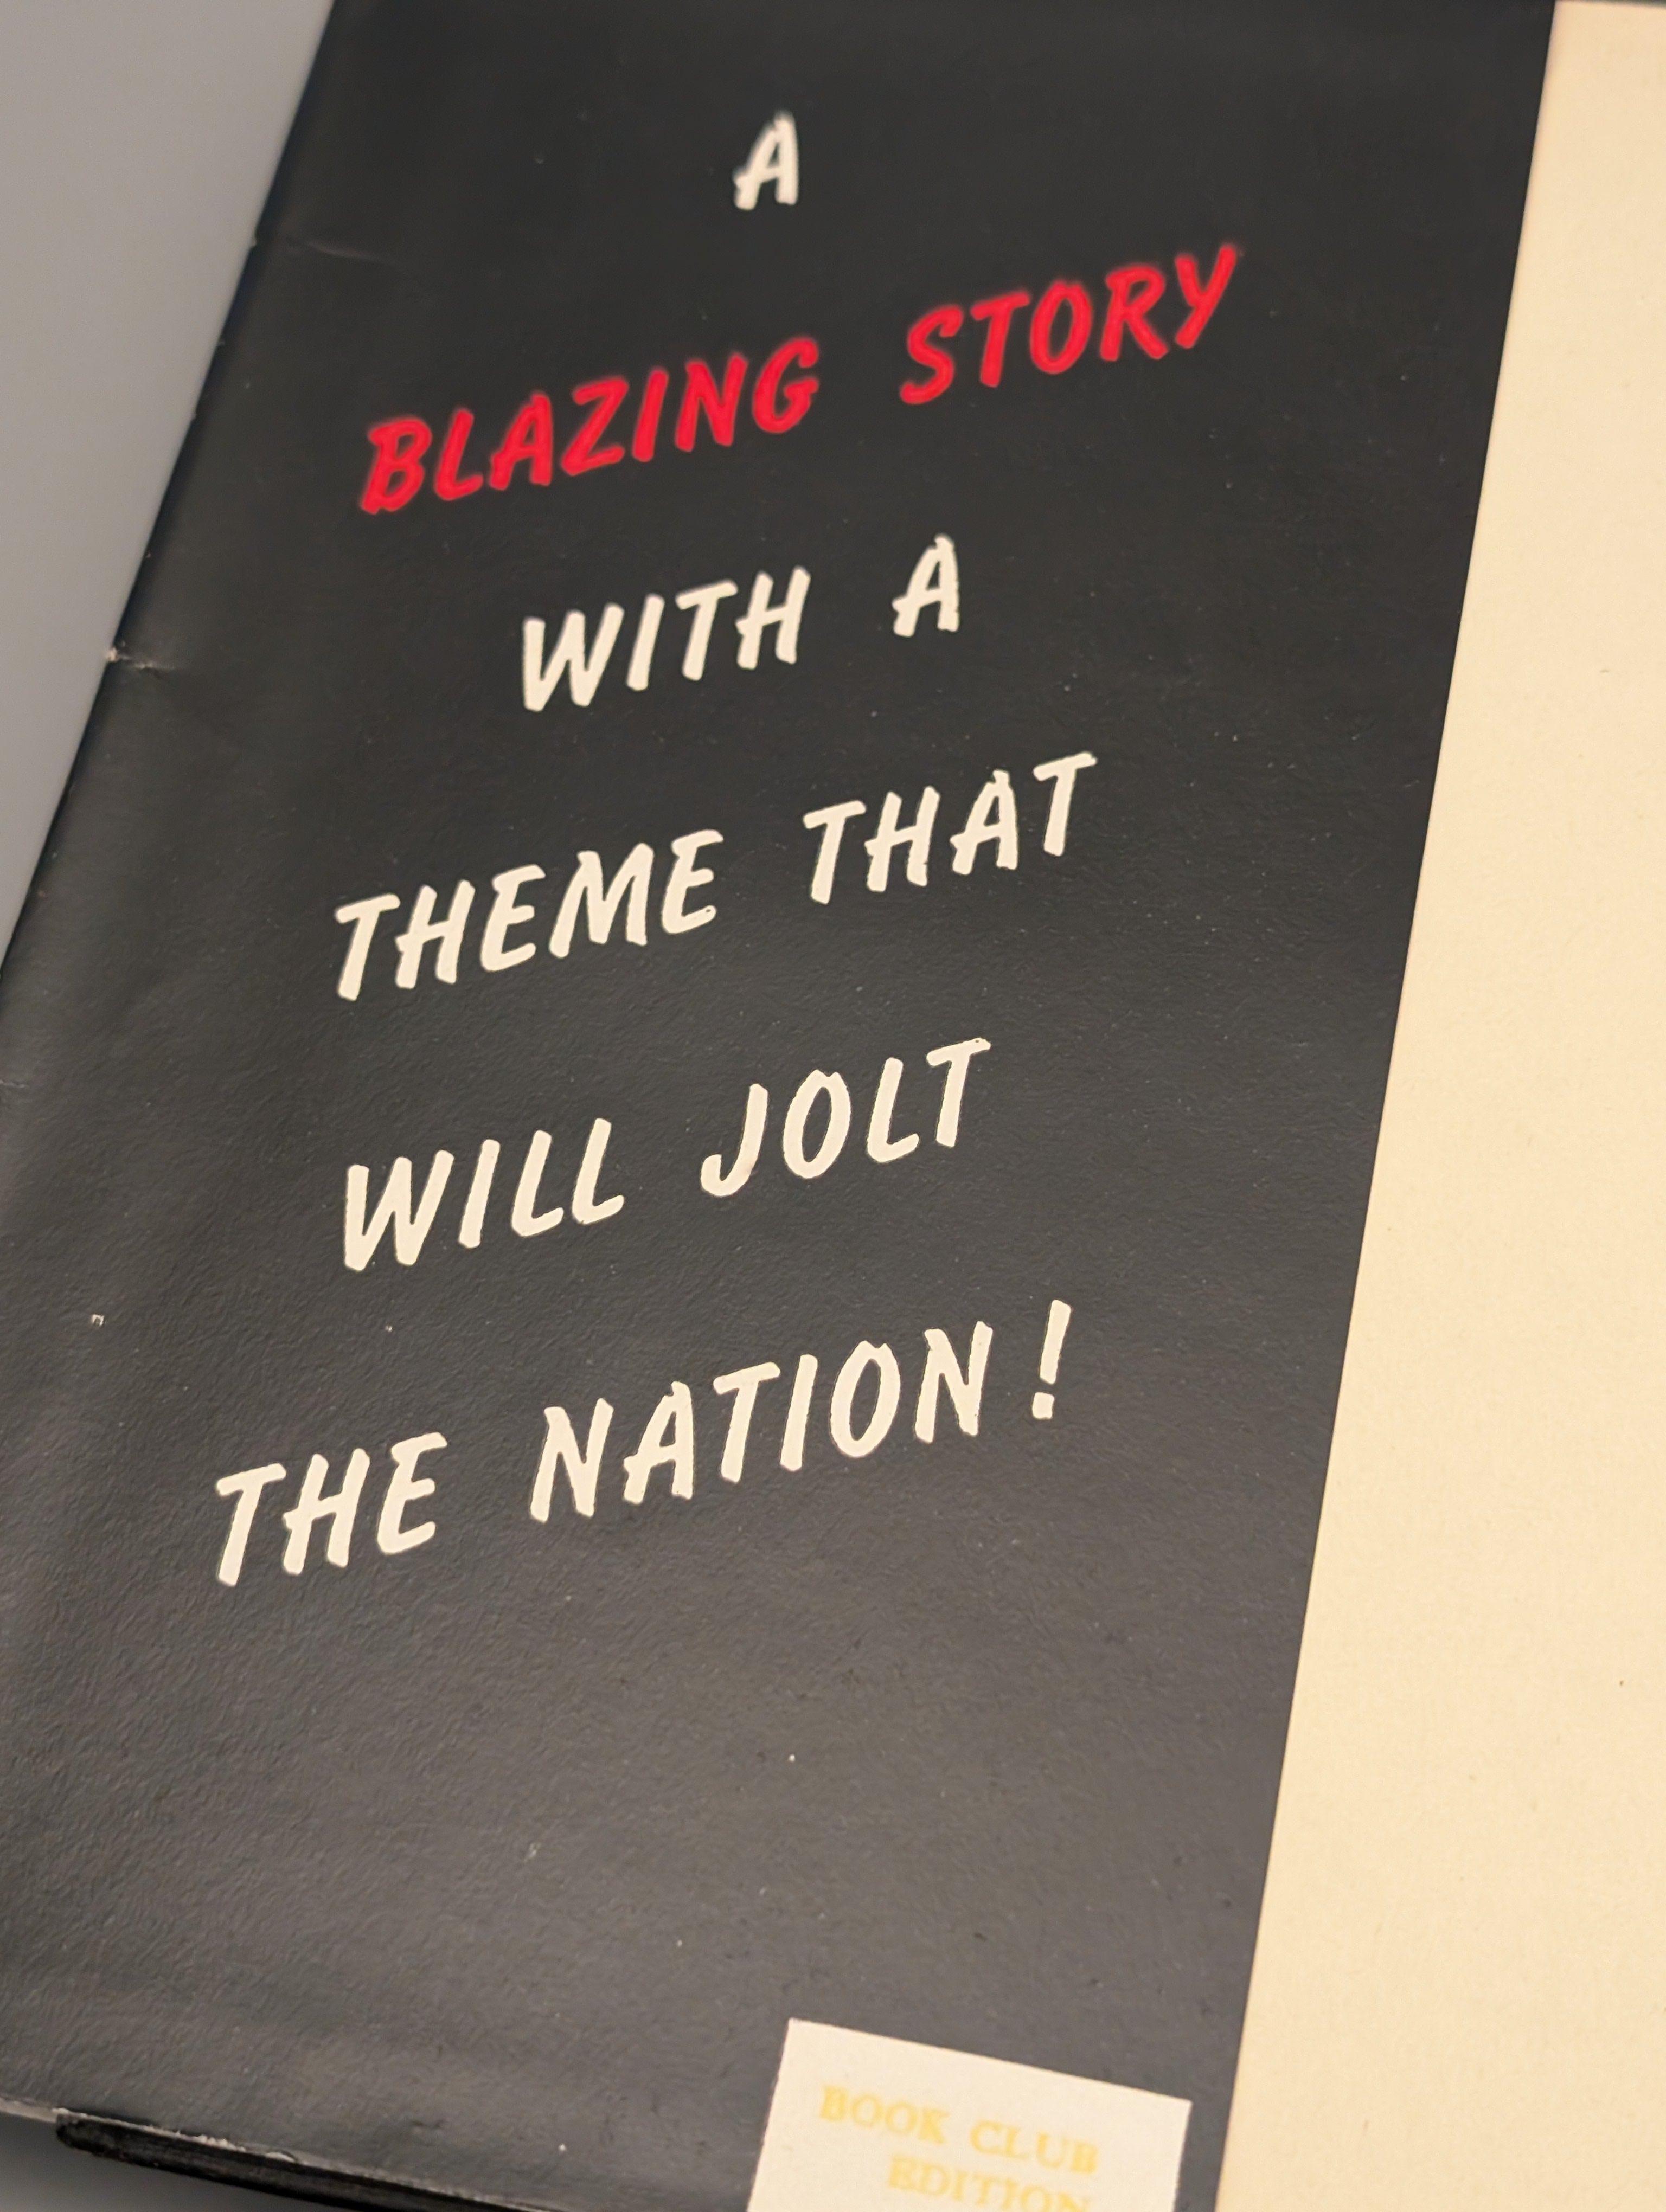 A
BLAZING STORY
WITH A
THEME THAT
WILL JOLT
THE NATION!
BOOK CLUB
EDITION